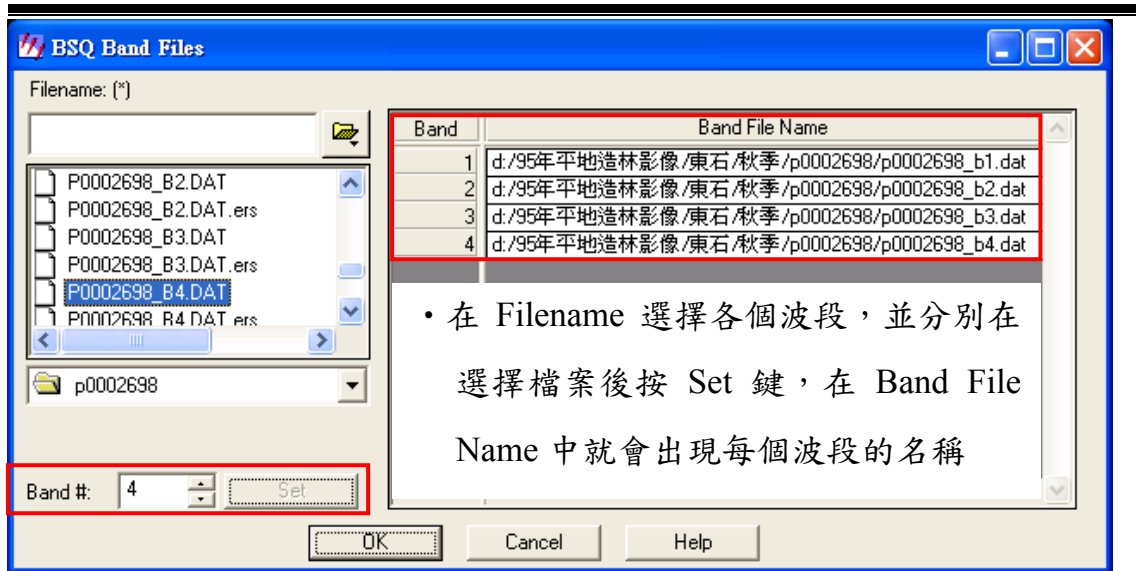 BSQ Band Files
Filename: (*)
P0002698_B2.DAT
P0002698_B2.DAT.ers
P0002698_B3.DAT
P0002698_B3.DAT.ers
P0002698_B4.DAT
P0002698_B4.DAT.ers
p0002698
Band #: 4 Set
Band Band File Name
1 d:/95年平地造林影像/東石/秋季/p0002698/p0002698_b1.dat
2 d:/95年平地造林影像/東石/秋季/p0002698/p0002698_b2.dat
3 d:/95年平地造林影像/東石/秋季/p0002698/p0002698_b3.dat
4 d:/95年平地造林影像/東石/秋季/p0002698/p0002698_b4.dat
・在 Filename 選擇各個波段，並分別在
選擇檔案後按 Set 鍵，在 Band File
Name 中就會出現每個波段的名稱
OK Cancel Help